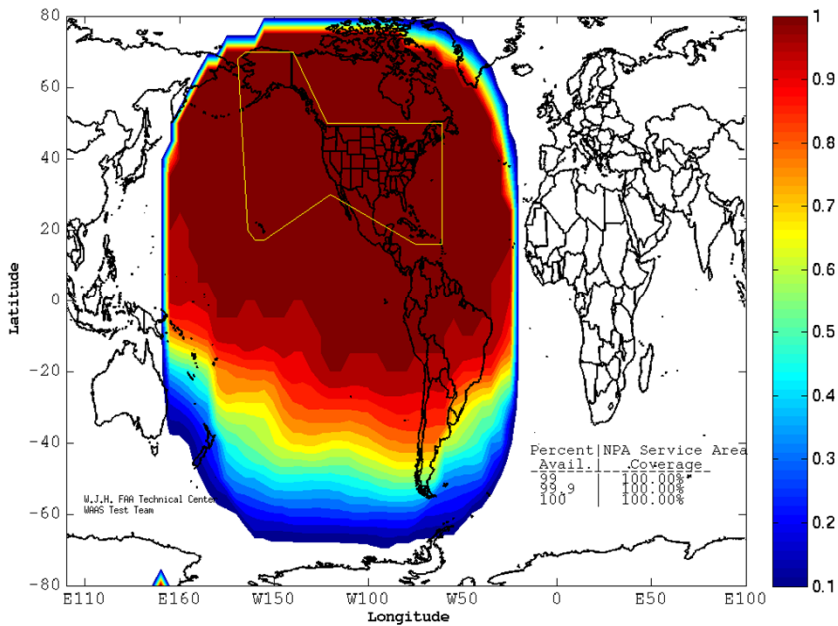 80
60
40
20
0
-20
-40
-60
-80
Latitude
E110
E160
W150
W100
W50
0
E50
E100
Longitude
Percent|NPA Service Area
Avail.| Coverage
99 | 100.00%
99.9 | 100.00%
100 | 100.00%
W.J.H. FAA Technical Center
WAAS Test Team
1
0.9
0.8
0.7
0.6
0.5
0.4
0.3
0.2
0.1